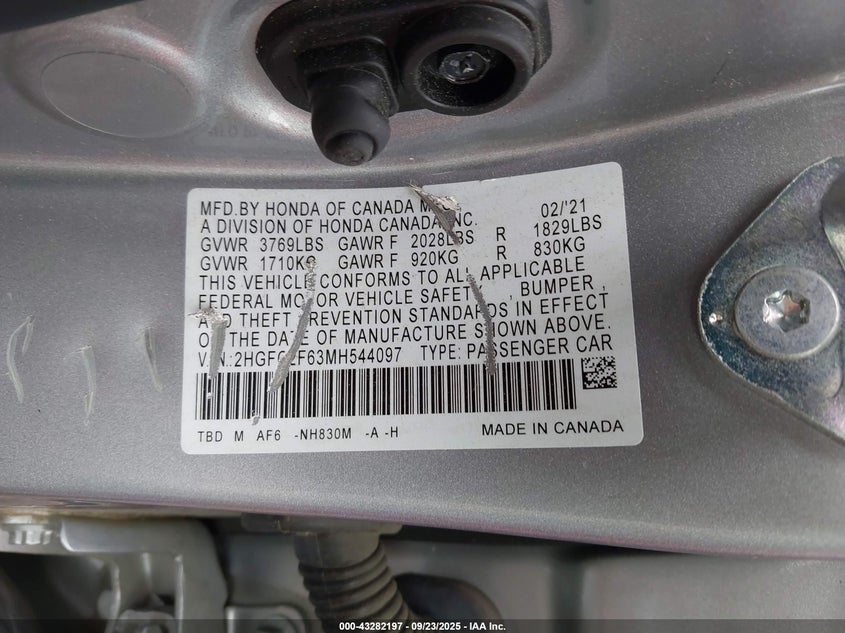 MFD.BY HONDA OF CANADA 02/'21
A DIVISION OF HONDA CANADA INC.
GVWR 3769LBS GAWR F 2028LBS R 1829LBS
GVWR 1710KG GAWR F 920KG R 830KG
THIS VEHICLE CONFORMS TO ALL APPLICABLE
FEDERAL MOTOR VEHICLE SAFETY, BUMPER,
AND THEFT PREVENTION STANDARDS IN EFFECT
ON THE DATE OF MANUFACTURE SHOWN ABOVE.
V.I.N.: TYPE: PASSENGER CAR
TBD M AF6 -NH830M -A -H MADE IN CANADA
000-43282197 - 09/23/2025 - IAA Inc.